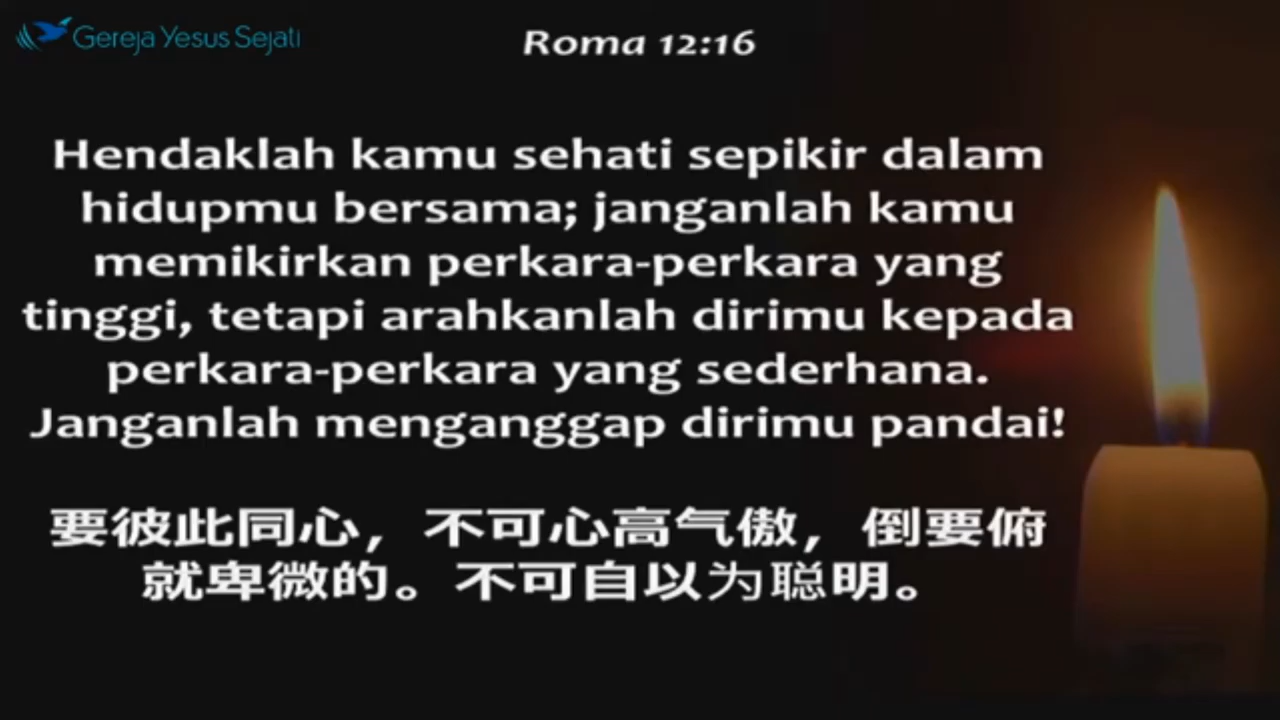 Gereja Yesus Sejati
Roma 12:16
Hendaklah kamu sehati sepikir dalam
hidupmu bersama; janganlah kamu
memikirkan perkara-perkara yang
tinggi, tetapi arahkanlah dirimu kepada
perkara-perkara yang sederhana.
Janganlah menganggap dirimu pandai!
要彼此同心，不可心高气傲，倒要俯
就卑微的。不可自以为聪明。